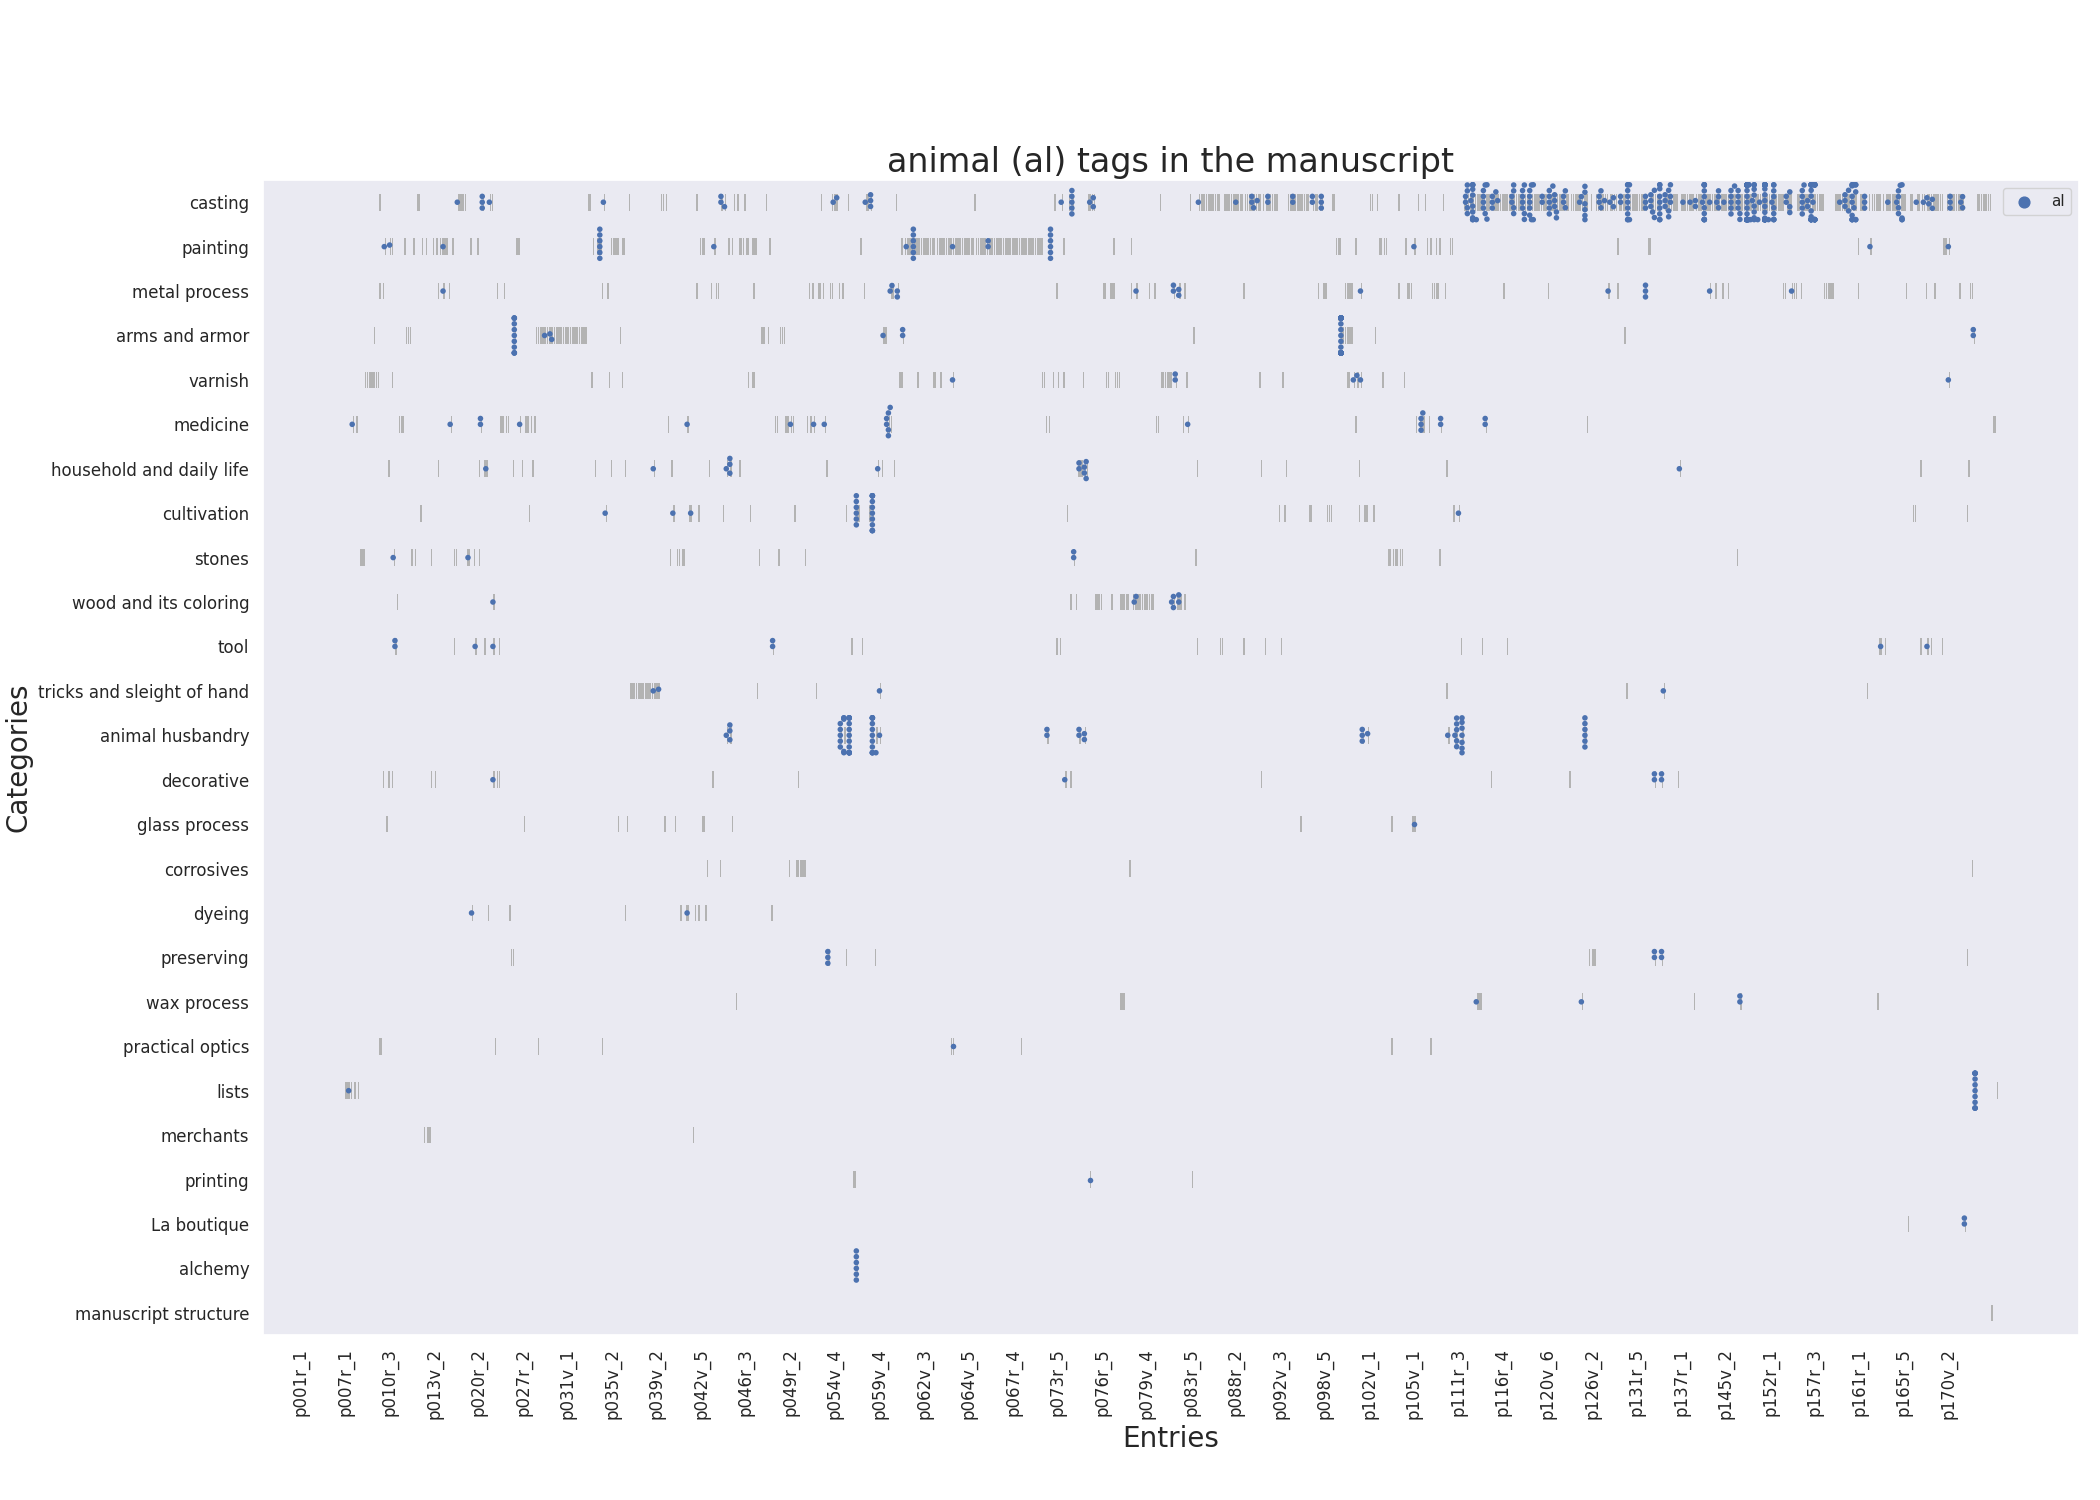 animal (al) tags in the manuscript
al
Categories
casting
painting
metal process
arms and armor
varnish
medicine
household and daily life
cultivation
stones
wood and its coloring
tool
tricks and sleight of hand
animal husbandry
decorative
glass process
corrosives
dyeing
preserving
wax process
practical optics
lists
merchants
printing
La boutique
alchemy
manuscript structure
p001r_1
p007r_1
p010r_3
p013v_2
p020r_2
p027r_2
p031v_1
p035v_2
p039v_2
p042v_5
p046r_3
p049r_2
p054v_4
p059v_4
p062v_3
p064v_5
p067r_4
p073r_5
p076r_5
p079v_4
p083r_5
p088r_2
p092v_3
p098v_5
p102v_1
p105v_1
p111r_3
p116r_4
p120v_6
p126v_2
p131r_5
p137r_1
p145v_2
p152r_1
p157r_3
p161r_1
p165r_5
p170v_2
Entries